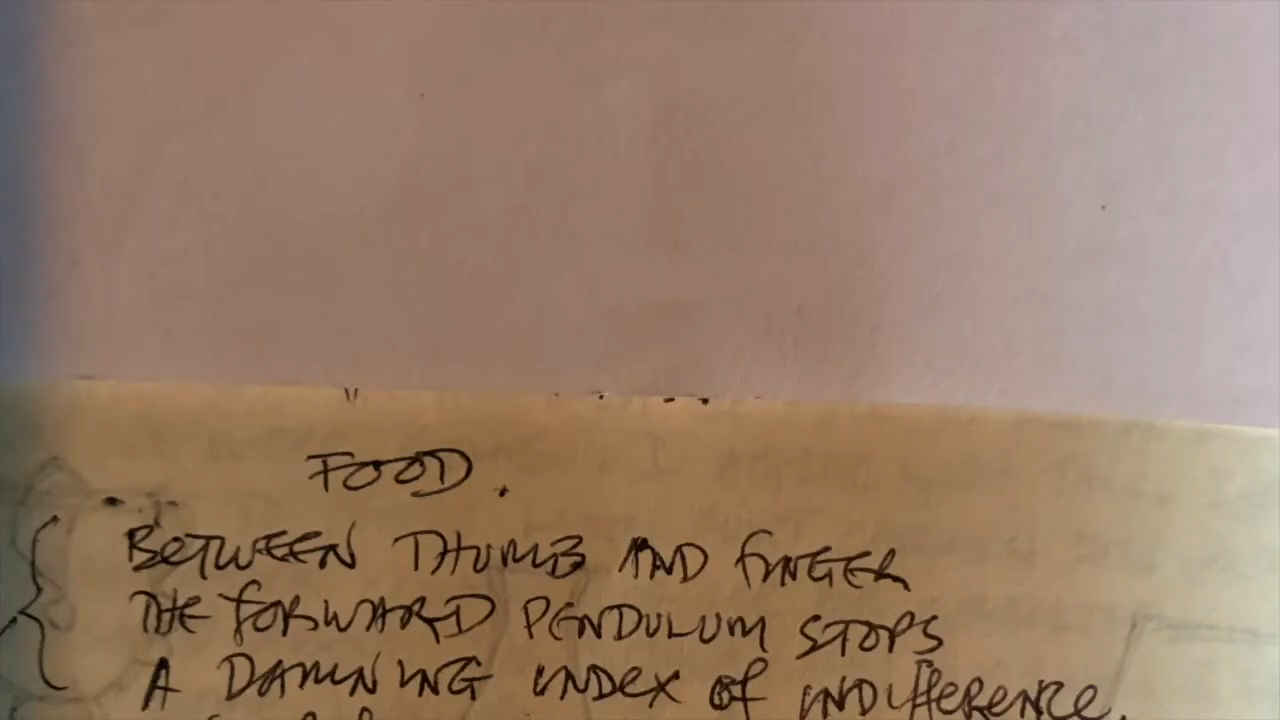 FOOD.
BETWEEN THUMB AND FINGER
THE FORWARD PENDULUM STOPS
A DAMNING INDEX OF INDIFFERENCE.